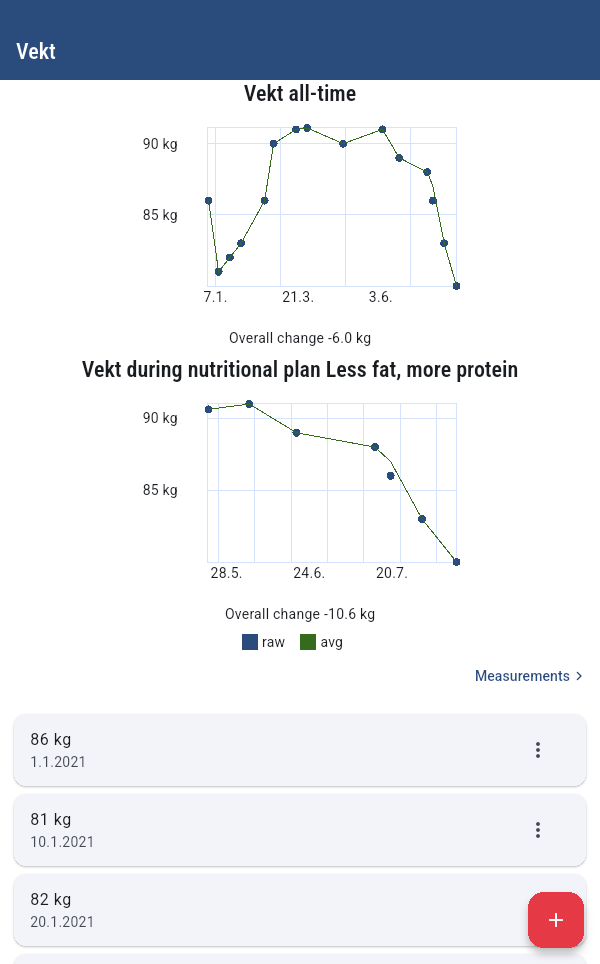 Vekt
Vekt all-time
90 kg
85 kg
7.1. 21.3. 3.6.
Overall change -6.0 kg
Vekt during nutritional plan Less fat, more protein
90 kg
85 kg
28.5. 24.6. 20.7.
Overall change -10.6 kg
raw avg
Measurements
86 kg
1.1.2021
81 kg
10.1.2021
82 kg
20.1.2021